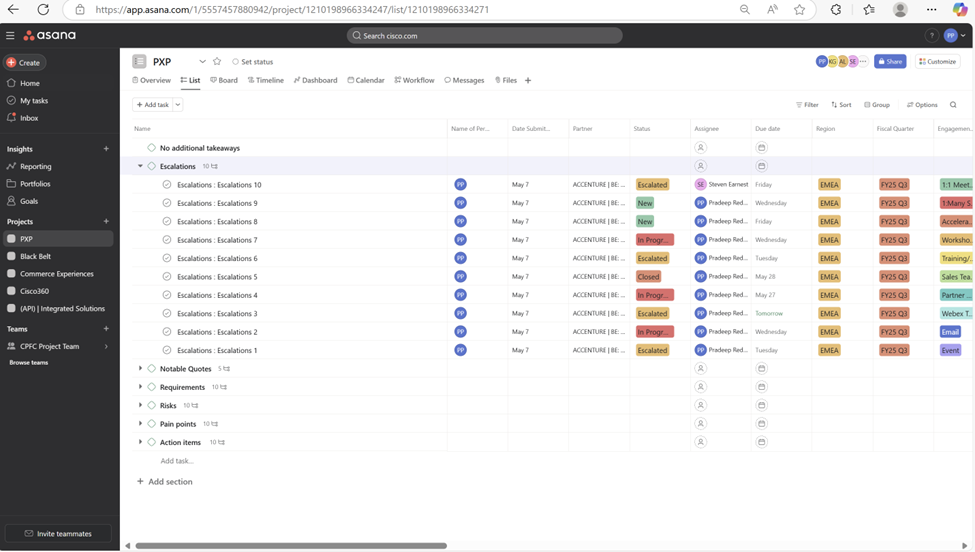 https://app.asana.com/1/5557457880942/project/1210198966334247/list/1210198966334271
asana
Search cisco.com
? PP
Create
Home
My tasks
Inbox
Insights
Reporting
Portfolios
Goals
Projects
PXP
Black Belt
Commerce Experiences
Cisco360
(API) | Integrated Solutions
Teams
CPFC Project Team
Browse teams
Invite teammates
PXP Set status PP KG AL SE Share Customize
Overview List Board Timeline Dashboard Calendar Workflow Messages Files
Add task Filter Sort Group Options
Name Name of Per... Date Submit... Partner Status Assignee Due date Region Fiscal Quarter Engagemen...
No additional takeaways
Escalations 10
Escalations : Escalations 10 PP May 7 ACCENTURE | BE: ... Escalated SE Steven Earnest Friday EMEA FY25 Q3 1:1 Meet...
Escalations : Escalations 9 PP May 7 ACCENTURE | BE: ... New PP Pradeep Red... Wednesday EMEA FY25 Q3 1:Many S...
Escalations : Escalations 8 PP May 7 ACCENTURE | BE: ... New PP Pradeep Red... Friday EMEA FY25 Q3 Accelera...
Escalations : Escalations 7 PP May 7 ACCENTURE | BE: ... In Progr... PP Pradeep Red... Wednesday EMEA FY25 Q3 Worksho...
Escalations : Escalations 6 PP May 7 ACCENTURE | BE: ... Escalated PP Pradeep Red... Tuesday EMEA FY25 Q3 Training/...
Escalations : Escalations 5 PP May 7 ACCENTURE | BE: ... Closed PP Pradeep Red... May 28 EMEA FY25 Q3 Sales Tea...
Escalations : Escalations 4 PP May 7 ACCENTURE | BE: ... In Progr... PP Pradeep Red... May 27 EMEA FY25 Q3 Partner ...
Escalations : Escalations 3 PP May 7 ACCENTURE | BE: ... Escalated PP Pradeep Red... Tomorrow EMEA FY25 Q3 Webex T...
Escalations : Escalations 2 PP May 7 ACCENTURE | BE: ... In Progr... PP Pradeep Red... Wednesday EMEA FY25 Q3 Email
Escalations : Escalations 1 PP May 7 ACCENTURE | BE: ... Escalated PP Pradeep Red... Tuesday EMEA FY25 Q3 Event
Notable Quotes 5
Requirements 10
Risks 10
Pain points 10
Action items 10
Add task...
Add section